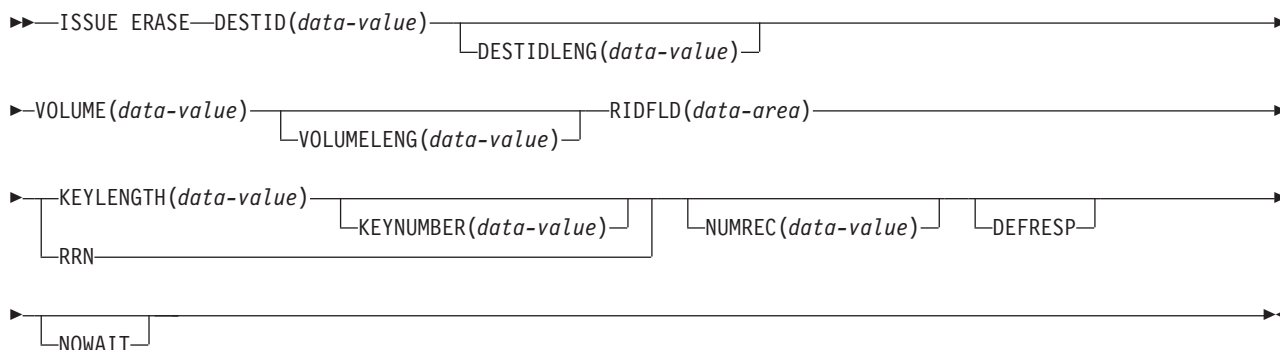 ISSUE ERASE DESTID(data-value)
DESTIDLENG(data-value)
VOLUME(data-value) RIDFLD(data-area)
VOLUMELENG(data-value)
KEYLENGTH(data-value)
KEYNUMBER(data-value) NUMREC(data-value) DEFRESP
RRN
NOWAIT